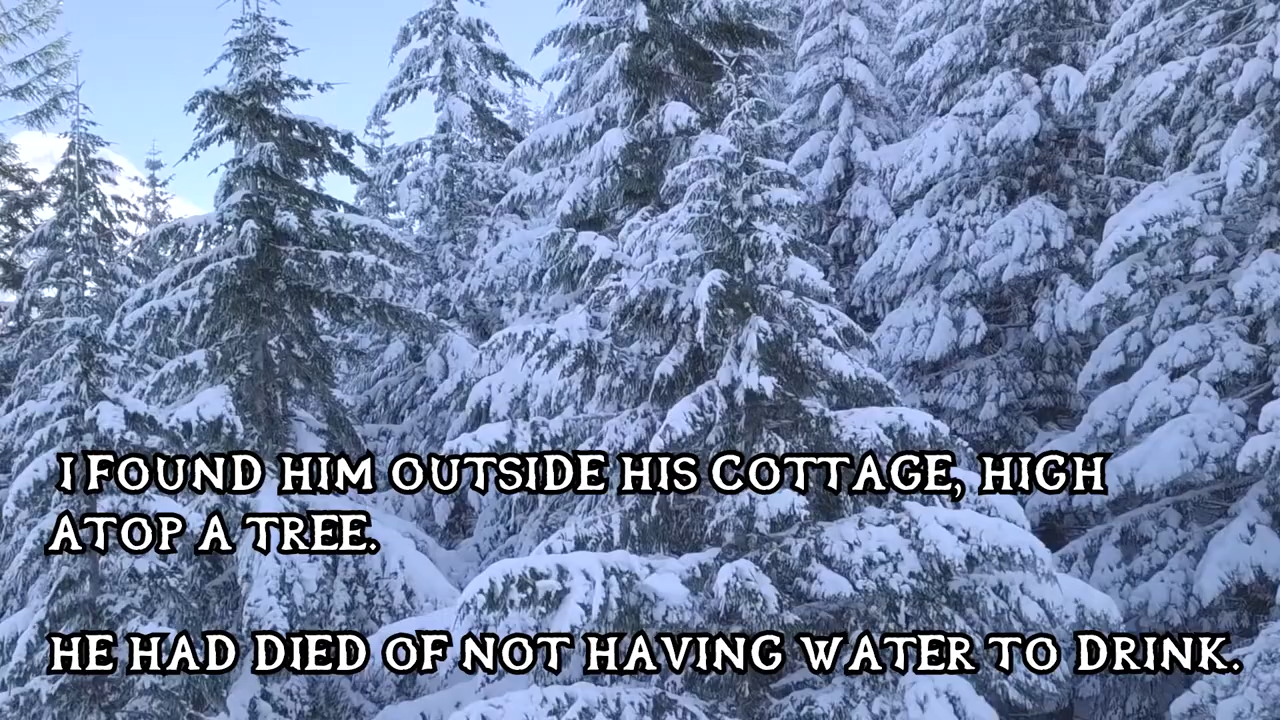 I FOUND HIM OUTSIDE HIS COTTAGE, HIGH
ATOP A TREE.
HE HAD DIED OF NOT HAVING WATER TO DRINK.